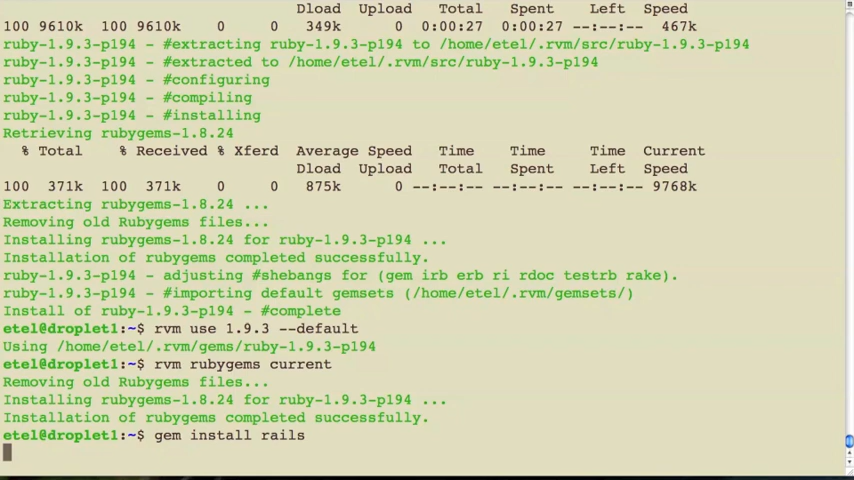 Dload Upload Total Spent Left Speed
100 9610k 100 9610k 0 0 349k 0 0:00:27 0:00:27 --:--:-- 467k
ruby-1.9.3-p194 - #extracting ruby-1.9.3-p194 to /home/etel/.rvm/src/ruby-1.9.3-p194
ruby-1.9.3-p194 - #extracted to /home/etel/.rvm/src/ruby-1.9.3-p194
ruby-1.9.3-p194 - #configuring
ruby-1.9.3-p194 - #compiling
ruby-1.9.3-p194 - #installing
Retrieving rubygems-1.8.24
% Total % Received % Xferd Average Speed Time Time Time Current
Dload Upload Total Spent Left Speed
100 371k 100 371k 0 0 875k 0 --:--:-- --:--:-- --:--:-- 9768k
Extracting rubygems-1.8.24 ...
Removing old Rubygems files...
Installing rubygems-1.8.24 for ruby-1.9.3-p194 ...
Installation of rubygems completed successfully.
ruby-1.9.3-p194 - adjusting #shebangs for (gem irb erb ri rdoc testrb rake).
ruby-1.9.3-p194 - #importing default gemsets (/home/etel/.rvm/gemsets/)
Install of ruby-1.9.3-p194 - #complete
etel@droplet1:~$ rvm use 1.9.3 --default
Using /home/etel/.rvm/gems/ruby-1.9.3-p194
etel@droplet1:~$ rvm rubygems current
Removing old Rubygems files...
Installing rubygems-1.8.24 for ruby-1.9.3-p194 ...
Installation of rubygems completed successfully.
etel@droplet1:~$ gem install rails